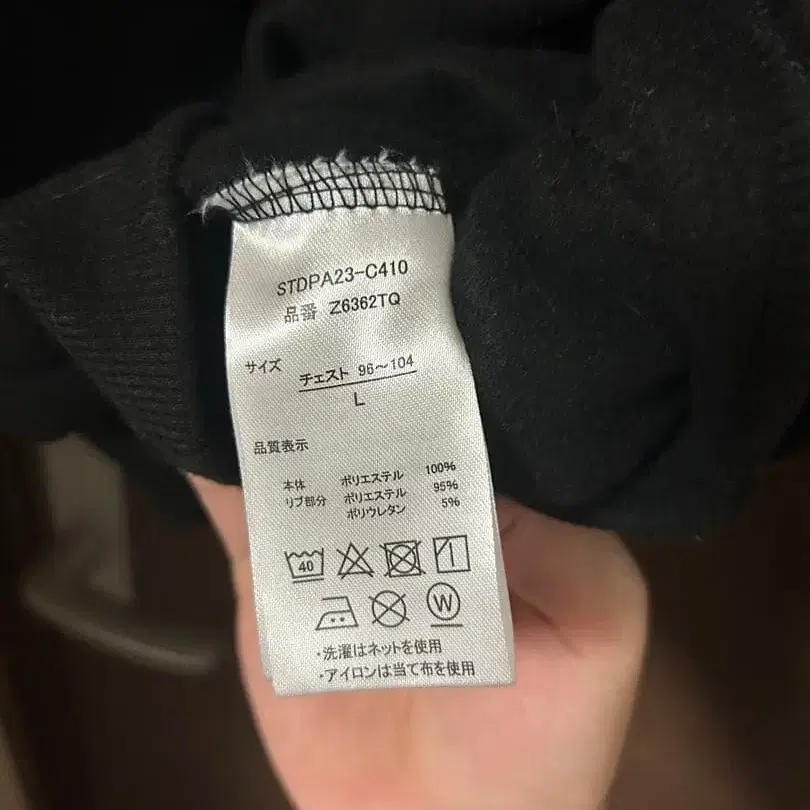 STDPA23-C410
品番 Z6362TQ
サイズ チェスト 96~104
L
品質表示
本体 ポリエステル 100%
リブ部分 ポリエステル 95%
ポリウレタン 5%
40
W
・洗濯はネットを使用
・アイロンは当て布を使用